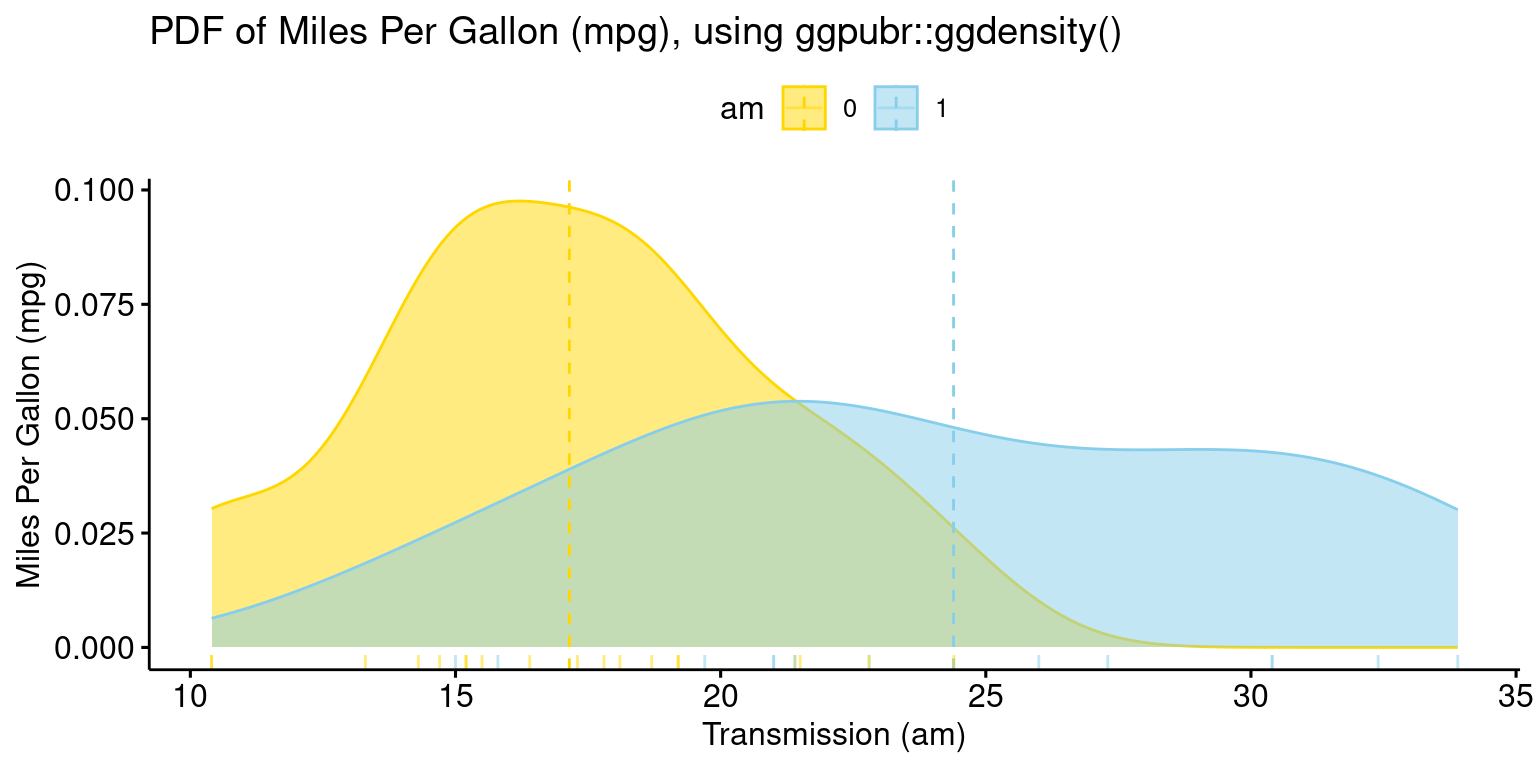 PDF of Miles Per Gallon (mpg), using ggpubr::ggdensity()
am 0 1
Miles Per Gallon (mpg)
0.100
0.075
0.050
0.025
0.000
10 15 20 25 30 35
Transmission (am)